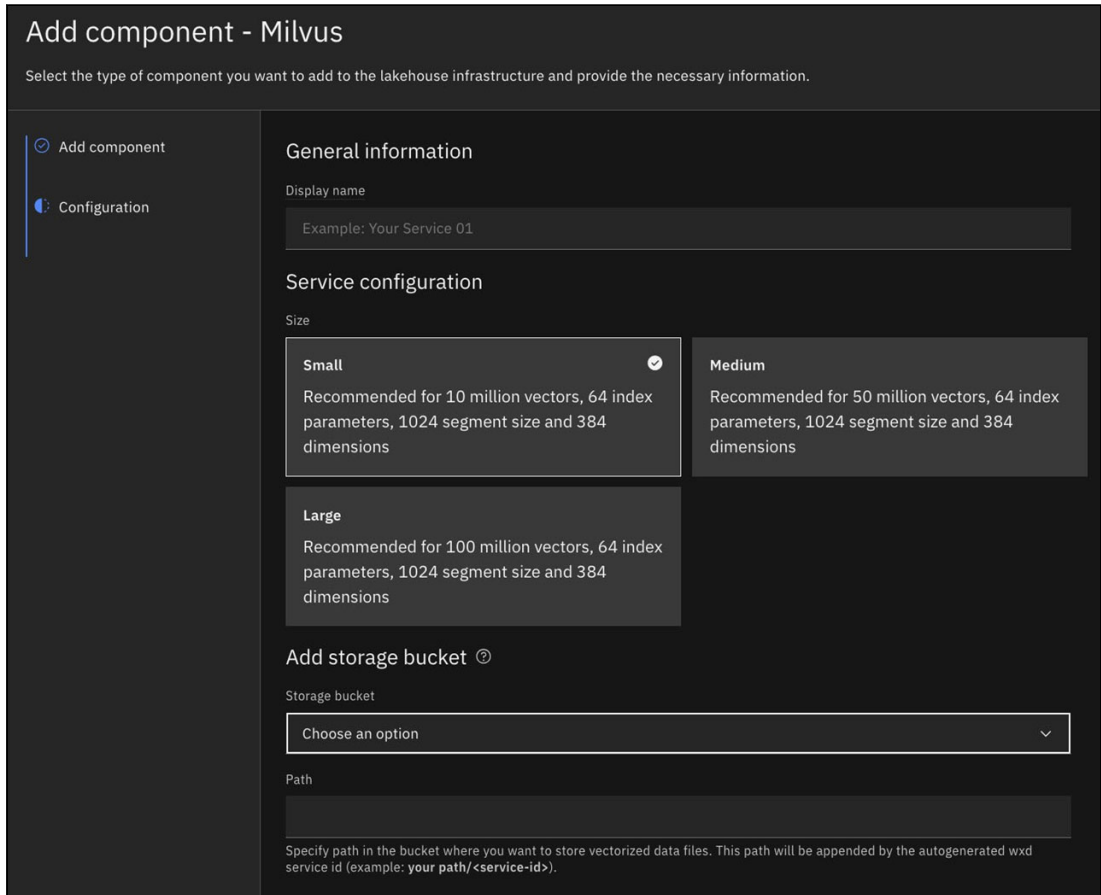 Add component - Milvus
Select the type of component you want to add to the lakehouse infrastructure and provide the necessary information.
Add component
Configuration
General information
Display name
Example: Your Service 01
Service configuration
Size
Small
Recommended for 10 million vectors, 64 index
parameters, 1024 segment size and 384
dimensions
Medium
Recommended for 50 million vectors, 64 index
parameters, 1024 segment size and 384
dimensions
Large
Recommended for 100 million vectors, 64 index
parameters, 1024 segment size and 384
dimensions
Add storage bucket
Storage bucket
Choose an option
Path
Specify path in the bucket where you want to store vectorized data files. This path will be appended by the autogenerated wxd
service id (example: your path/<service-id>).